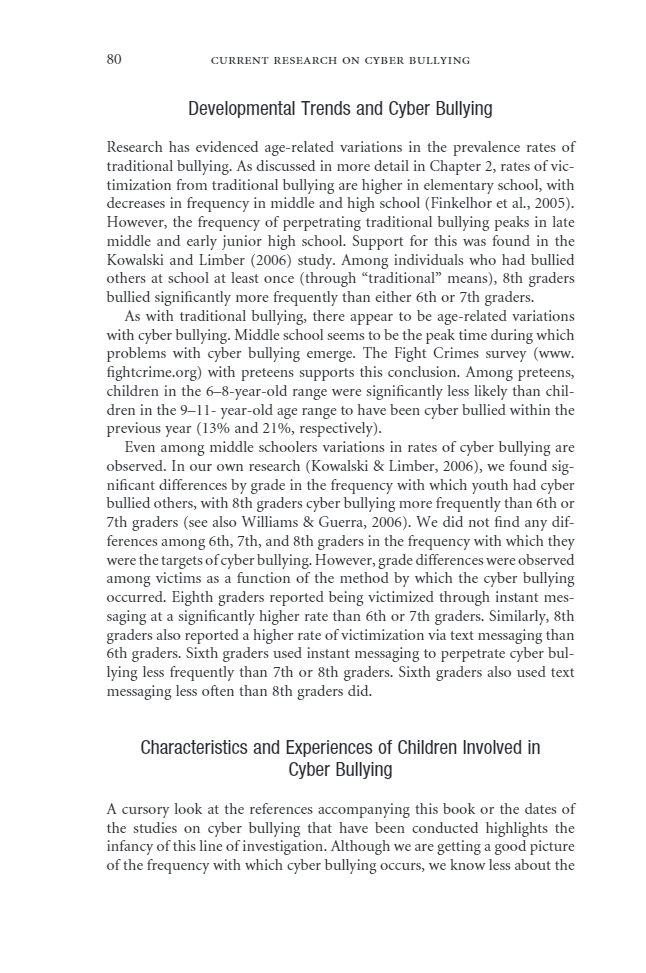 80
CURRENT RESEARCH ON CYBER BULLYING
Developmental Trends and Cyber Bullying
Research has evidenced age-related variations in the prevalence rates of
traditional bullying. As discussed in more detail in Chapter 2, rates of vic-
timization from traditional bullying are higher in elementary school, with
decreases in frequency in middle and high school (Finkelhor et al., 2005).
However, the frequency of perpetrating traditional bullying peaks in late
middle and early junior high school. Support for this was found in the
Kowalski and Limber (2006) study. Among individuals who had bullied
others at school at least once (through “traditional” means), 8th graders
bullied significantly more frequently than either 6th or 7th graders.
As with traditional bullying, there appear to be age-related variations
with cyber bullying. Middle school seems to be the peak time during which
problems with cyber bullying emerge. The Fight Crimes survey (www.
fightcrime.org) with preteens supports this conclusion. Among preteens,
children in the 6–8-year-old range were significantly less likely than chil-
dren in the 9–11- year-old age range to have been cyber bullied within the
previous year (13% and 21%, respectively).
Even among middle schoolers variations in rates of cyber bullying are
observed. In our own research (Kowalski & Limber, 2006), we found sig-
nificant differences by grade in the frequency with which youth had cyber
bullied others, with 8th graders cyber bullying more frequently than 6th or
7th graders (see also Williams & Guerra, 2006). We did not find any dif-
ferences among 6th, 7th, and 8th graders in the frequency with which they
were the targets of cyber bullying. However, grade differences were observed
among victims as a function of the method by which the cyber bullying
occurred. Eighth graders reported being victimized through instant mes-
saging at a significantly higher rate than 6th or 7th graders. Similarly, 8th
graders also reported a higher rate of victimization via text messaging than
6th graders. Sixth graders used instant messaging to perpetrate cyber bul-
lying less frequently than 7th or 8th graders. Sixth graders also used text
messaging less often than 8th graders did.
Characteristics and Experiences of Children Involved in
Cyber Bullying
A cursory look at the references accompanying this book or the dates of
the studies on cyber bullying that have been conducted highlights the
infancy of this line of investigation. Although we are getting a good picture
of the frequency with which cyber bullying occurs, we know less about the